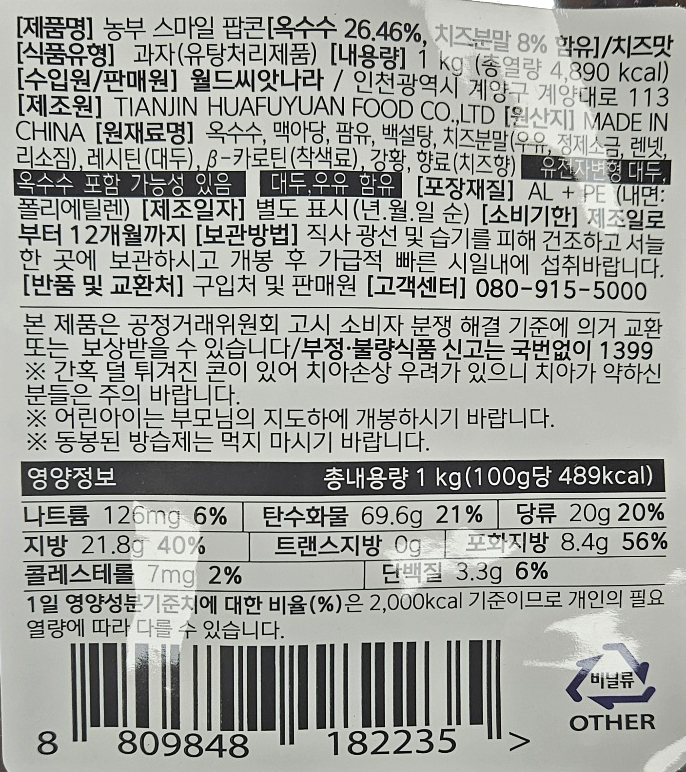 [제품명] 농부 스마일 팝콘[옥수수 26.46%, 치즈분말 8% 함유]/치즈맛
[식품유형] 과자(유탕처리제품) [내용량] 1 kg (총열량 4,890 kcal)
[수입원/판매원] 월드씨앗나라 / 인천광역시 계양구 계양대로 113
[제조원] TIANJIN HUAFUYUAN FOOD CO.,LTD [원산지] MADE IN
CHINA [원재료명] 옥수수, 맥아당, 팜유, 백설탕, 치즈분말(우유, 정제소금, 렌넷,
리소짐), 레시틴(대두), β-카로틴(착색료), 강황, 향료(치즈향) 유전자변형 대두,
옥수수 포함 가능성 있음 대두,우유 함유 [포장재질] AL + PE (내면:
폴리에틸렌) [제조일자] 별도 표시(년.월.일 순) [소비기한] 제조일로
부터 12개월까지 [보관방법] 직사 광선 및 습기를 피해 건조하고 서늘
한 곳에 보관하시고 개봉 후 가급적 빠른 시일내에 섭취바랍니다.
[반품 및 교환처] 구입처 및 판매원 [고객센터] 080-915-5000
본 제품은 공정거래위원회 고시 소비자 분쟁 해결 기준에 의거 교환
또는 보상받을 수 있습니다/부정·불량식품 신고는 국번없이 1399
※ 간혹 덜 튀겨진 콘이 있어 치아손상 우려가 있으니 치아가 약하신
분들은 주의 바랍니다.
※ 어린아이는 부모님의 지도하에 개봉하시기 바랍니다.
※ 동봉된 방습제는 먹지 마시기 바랍니다.
영양정보 총내용량 1 kg(100g당 489kcal)
나트륨 126mg 6% 탄수화물 69.6g 21% 당류 20g 20%
지방 21.8g 40% 트랜스지방 0g 포화지방 8.4g 56%
콜레스테롤 7mg 2% 단백질 3.3g 6%
1일 영양성분기준치에 대한 비율(%)은 2,000kcal 기준이므로 개인의 필요
열량에 따라 다를 수 있습니다.
비닐류
OTHER
8 809848 182235 >